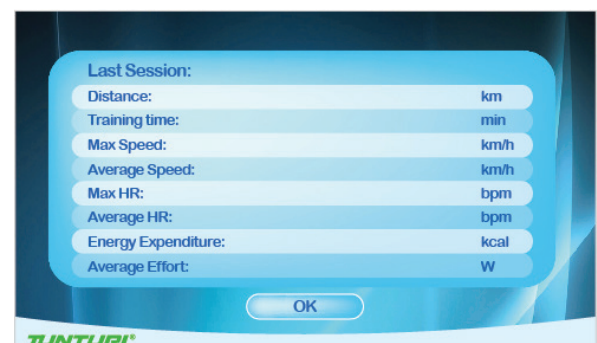 Last Session:
Distance: km
Training time: min
Max Speed: km/h
Average Speed: km/h
Max HR: bpm
Average HR: bpm
Energy Expenditure: kcal
Average Effort: W
OK
TUNTURI®